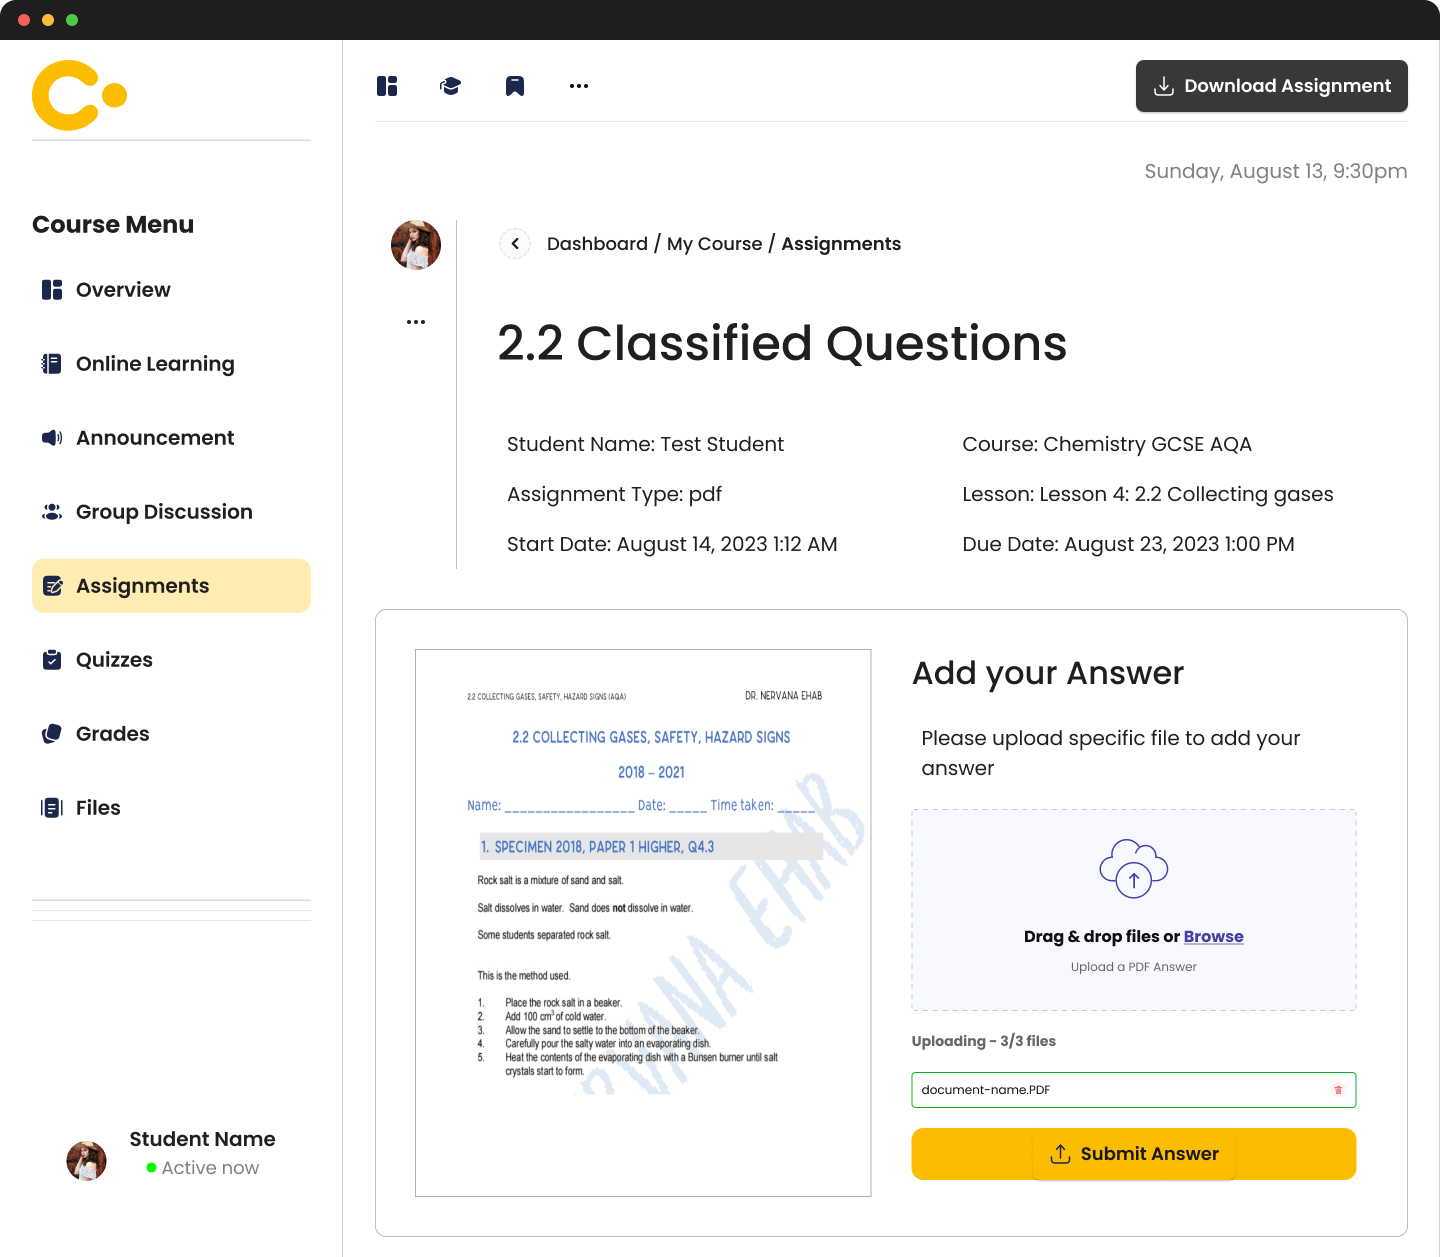 Download Assignment
Sunday, August 13, 9:30pm
Course Menu
Overview
Online Learning
Announcement
Group Discussion
Assignments
Quizzes
Grades
Files
Student Name
Active now
Dashboard / My Course / Assignments
2.2 Classified Questions
Student Name: Test Student
Course: Chemistry GCSE AQA
Assignment Type: pdf
Lesson: Lesson 4: 2.2 Collecting gases
Start Date: August 14, 2023 1:12 AM
Due Date: August 23, 2023 1:00 PM
2.2 COLLECTING GASES, SAFETY, HAZARD SIGNS (AQA)
DR. NERVANA EHAB
2.2 COLLECTING GASES, SAFETY, HAZARD SIGNS
2018 – 2021
Name: _________________ Date: _____ Time taken: _____
1. SPECIMEN 2018, PAPER 1 HIGHER, Q4.3
Rock salt is a mixture of sand and salt.
Salt dissolves in water. Sand does not dissolve in water.
Some students separated rock salt.
This is the method used.
1. Place the rock salt in a beaker.
2. Add 100 cm³ of cold water.
3. Allow the sand to settle to the bottom of the beaker.
4. Carefully pour the salty water into an evaporating dish.
5. Heat the contents of the evaporating dish with a Bunsen burner until salt
crystals start to form.
RVANA EHAB
Add your Answer
Please upload specific file to add your
answer
Drag & drop files or Browse
Upload a PDF Answer
Uploading - 3/3 files
document-name.PDF
Submit Answer